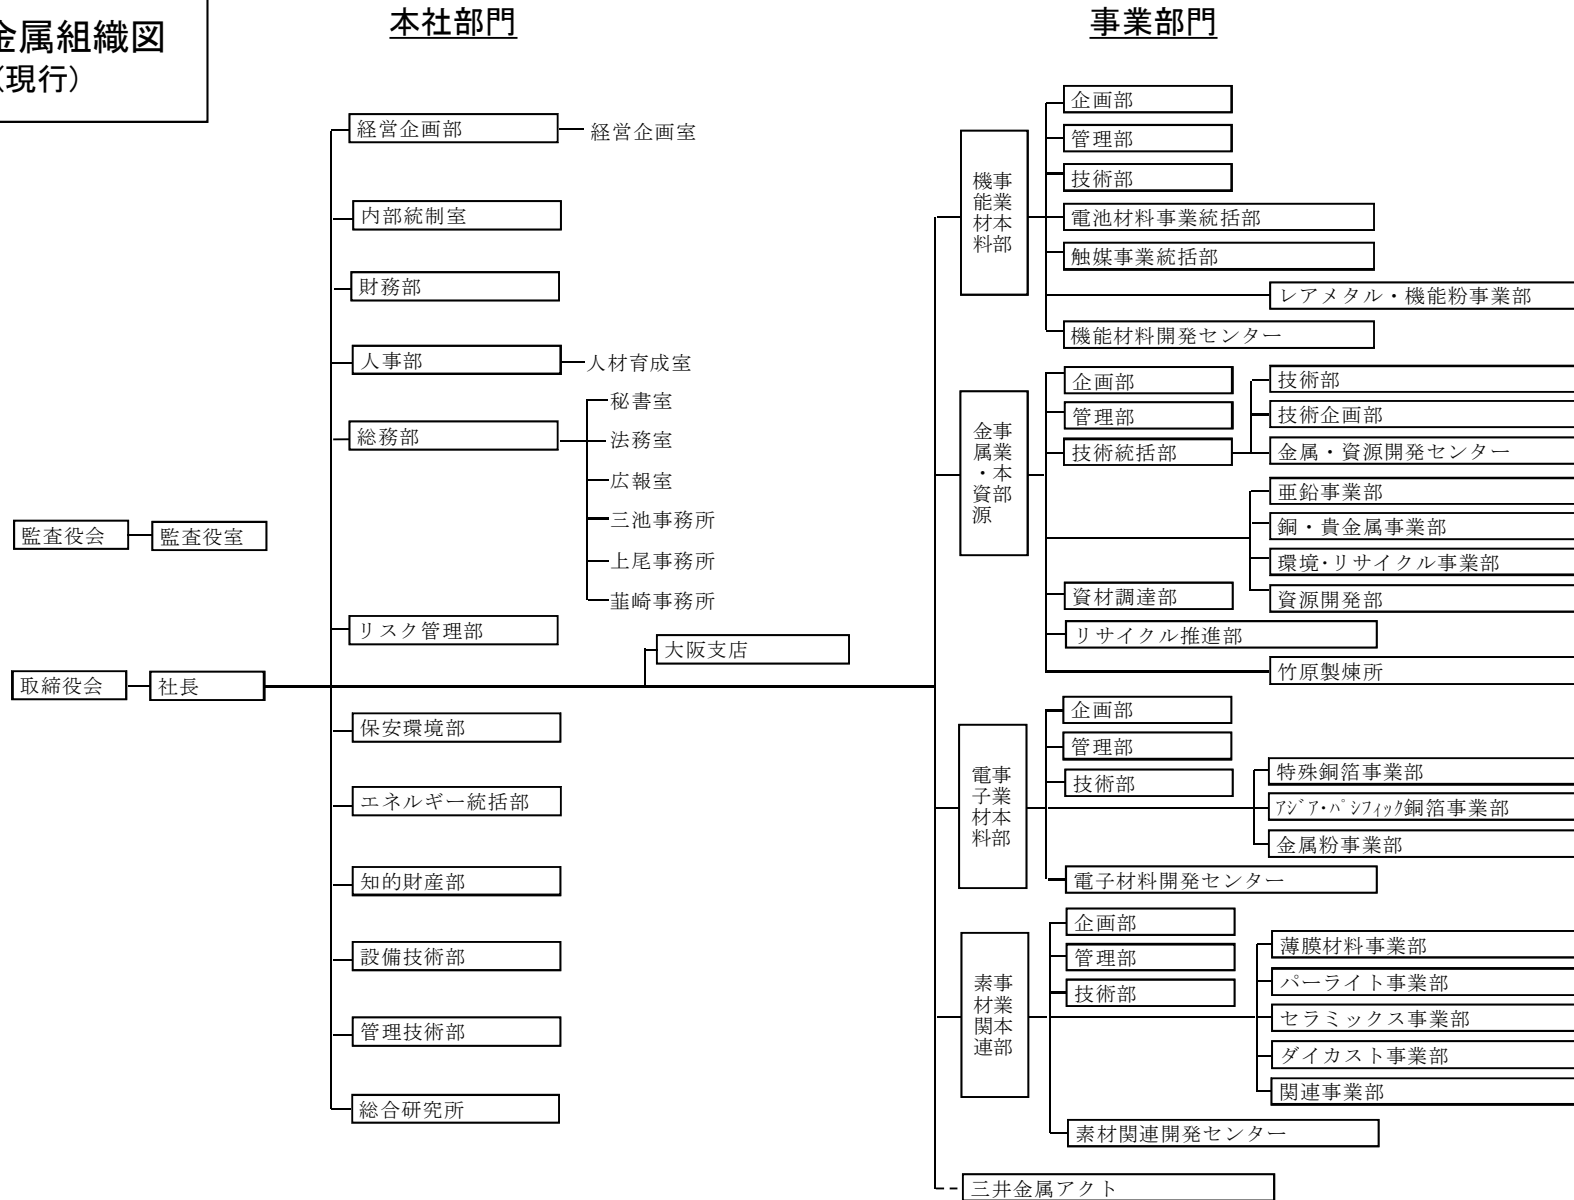 金属組織図
(現行)
本社部門
事業部門
経営企画部
経営企画室
内部統制室
財務部
人事部
人材育成室
総務部
秘書室
法務室
広報室
三池事務所
上尾事務所
韮崎事務所
監査役会
監査役室
リスク管理部
大阪支店
取締役会
社長
保安環境部
エネルギー統括部
知的財産部
設備技術部
管理技術部
総合研究所
機能材料
事業本部
企画部
管理部
技術部
電池材料事業統括部
触媒事業統括部
レアメタル・機能粉事業部
機能材料開発センター
金属・資源
事業本部
企画部
管理部
技術統括部
技術部
技術企画部
金属・資源開発センター
亜鉛事業部
銅・貴金属事業部
環境・リサイクル事業部
資源開発部
資材調達部
リサイクル推進部
竹原製煉所
電子材料
事業本部
企画部
管理部
技術部
特殊銅箔事業部
アジア・パシフィック銅箔事業部
金属粉事業部
電子材料開発センター
素材関連
事業本部
企画部
管理部
技術部
薄膜材料事業部
パーライト事業部
セラミックス事業部
ダイカスト事業部
関連事業部
素材関連開発センター
三井金属アクト